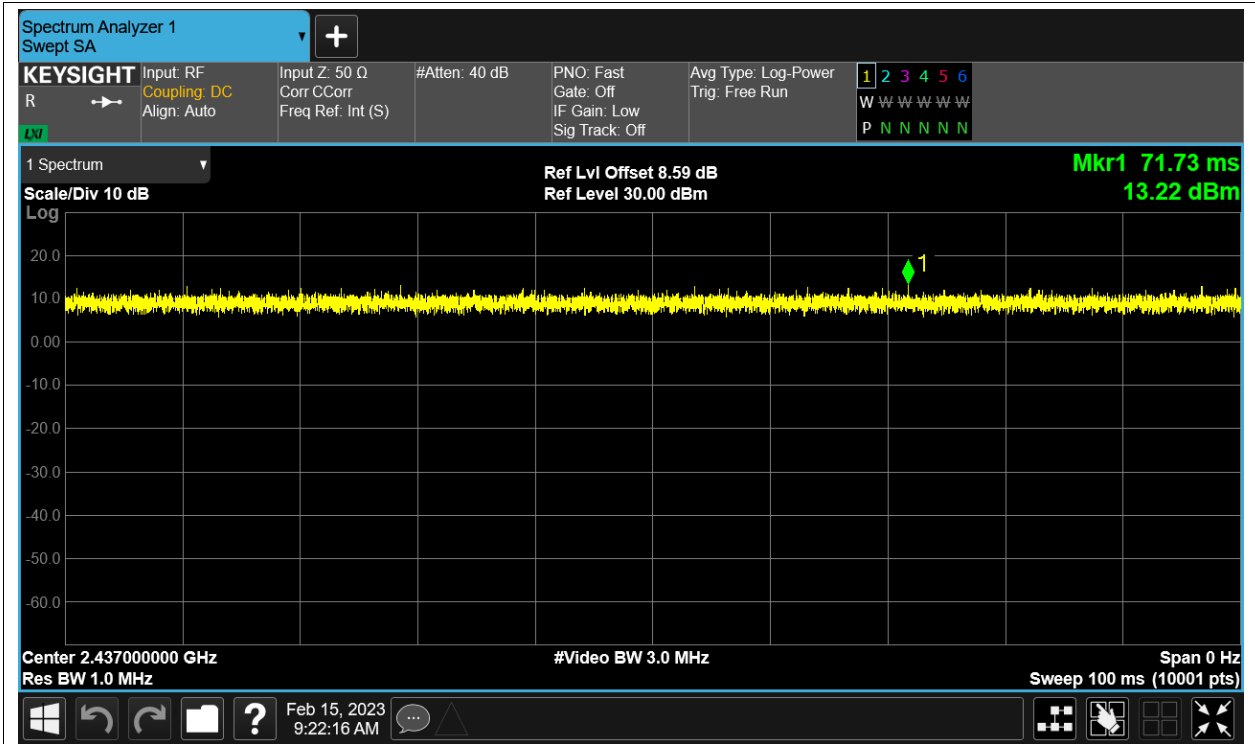 Spectrum Analyzer 1
Swept SA
+
KEYSIGHT
R
LXI
Input: RF
Coupling: DC
Align: Auto
Input Z: 50 Ω
Corr CCorr
Freq Ref: Int (S)
#Atten: 40 dB
PNO: Fast
Gate: Off
IF Gain: Low
Sig Track: Off
Avg Type: Log-Power
Trig: Free Run
1 2 3 4 5 6
W W W W W W
P N N N N N
1 Spectrum
Scale/Div 10 dB
Log
Ref Lvl Offset 8.59 dB
Ref Level 30.00 dBm
Mkr1 71.73 ms
13.22 dBm
1
20.0
10.0
0.00
-10.0
-20.0
-30.0
-40.0
-50.0
-60.0
Center 2.437000000 GHz
Res BW 1.0 MHz
#Video BW 3.0 MHz
Span 0 Hz
Sweep 100 ms (10001 pts)
?
Feb 15, 2023
9:22:16 AM